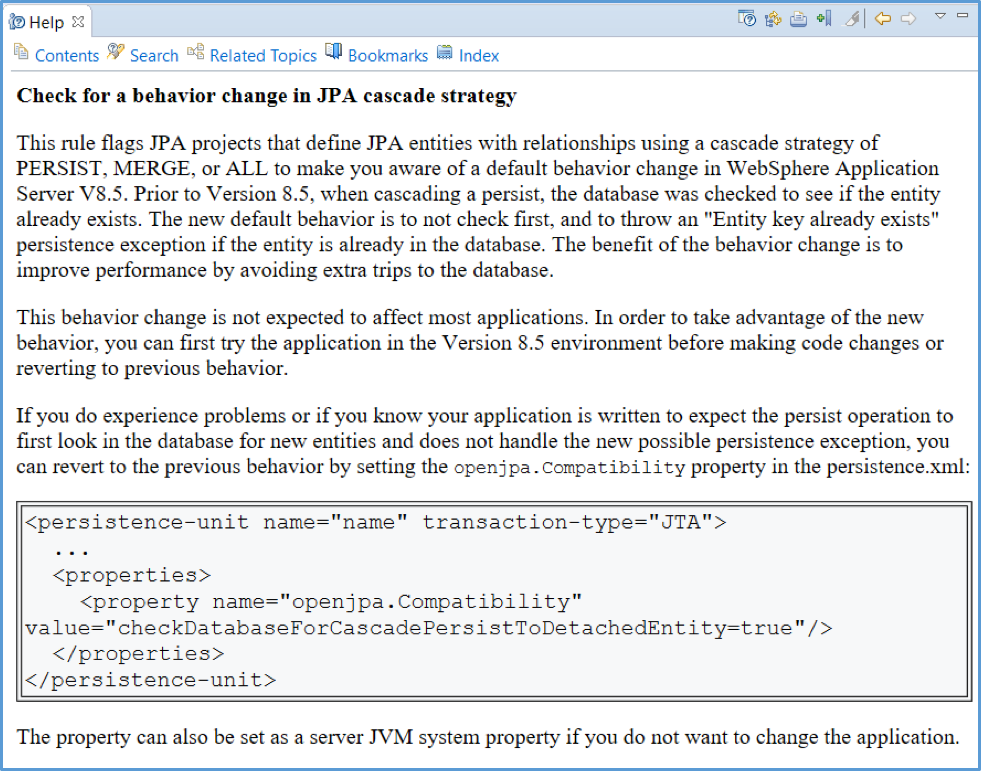 Help
Contents Search Related Topics Bookmarks Index
Check for a behavior change in JPA cascade strategy
This rule flags JPA projects that define JPA entities with relationships using a cascade strategy of
PERSIST, MERGE, or ALL to make you aware of a default behavior change in WebSphere Application
Server V8.5. Prior to Version 8.5, when cascading a persist, the database was checked to see if the entity
already exists. The new default behavior is to not check first, and to throw an "Entity key already exists"
persistence exception if the entity is already in the database. The benefit of the behavior change is to
improve performance by avoiding extra trips to the database.
This behavior change is not expected to affect most applications. In order to take advantage of the new
behavior, you can first try the application in the Version 8.5 environment before making code changes or
reverting to previous behavior.
If you do experience problems or if you know your application is written to expect the persist operation to
first look in the database for new entities and does not handle the new possible persistence exception, you
can revert to the previous behavior by setting the openjpa.Compatibility property in the persistence.xml:
<persistence-unit name="name" transaction-type="JTA">
...
<properties>
<property name="openjpa.Compatibility"
value="checkDatabaseForCascadePersistToDetachedEntity=true"/>
</properties>
</persistence-unit>
The property can also be set as a server JVM system property if you do not want to change the application.